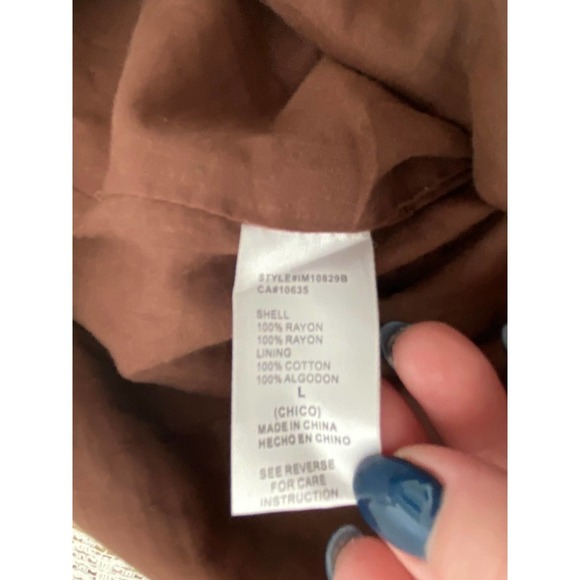 STYLE#IM10829B
CA#10635
SHELL
100% RAYON
100% RAYON
LINING
100% COTTON
100% ALGODON
L
(CHICO)
MADE IN CHINA
HECHO EN CHINO
SEE REVERSE
FOR CARE
INSTRUCTION